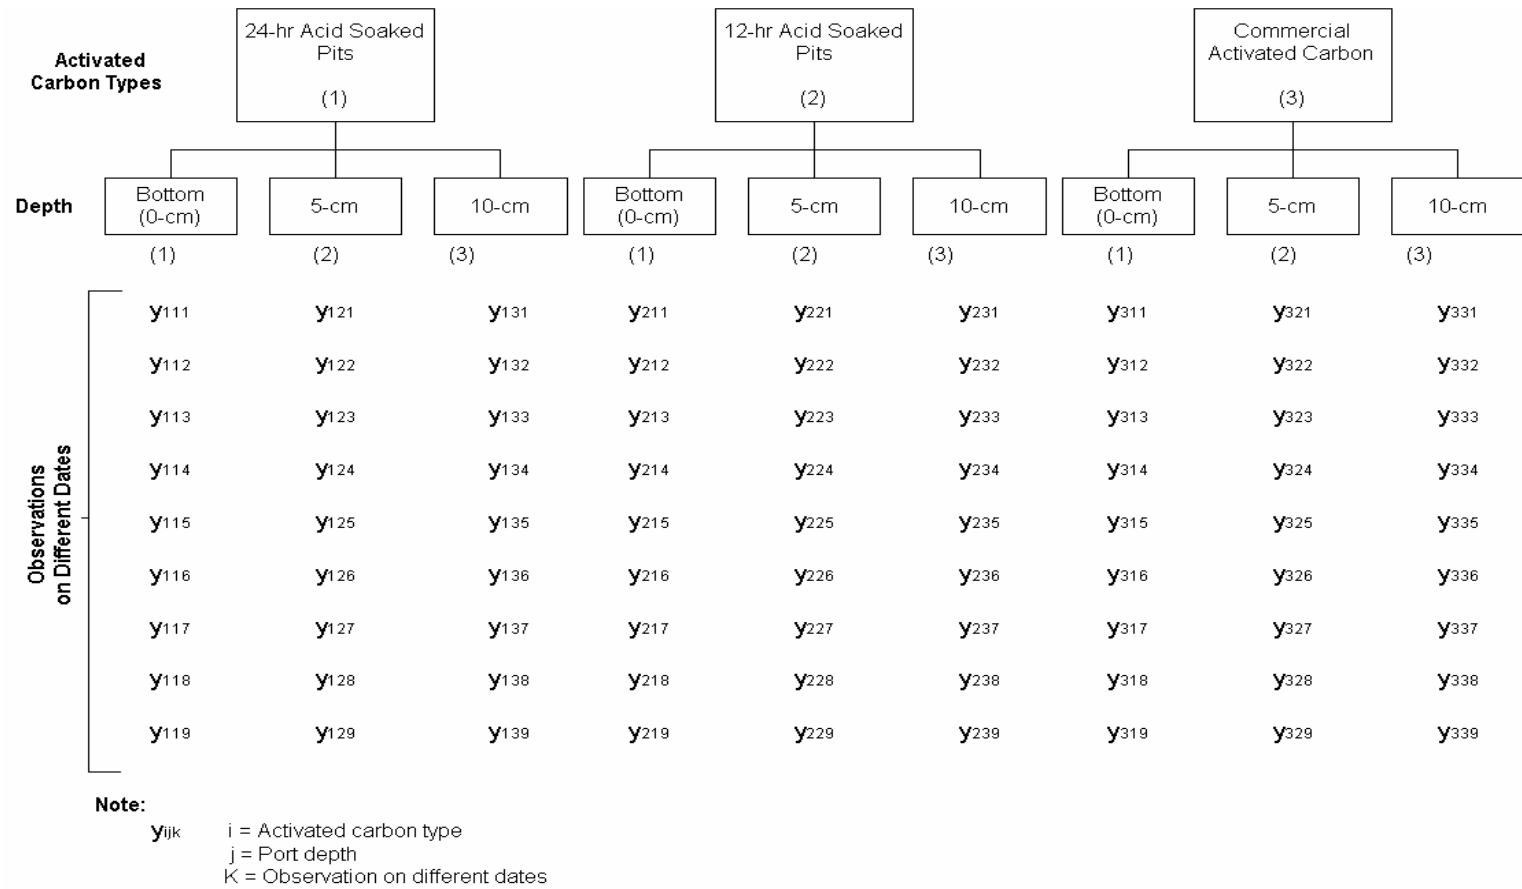 24-hr Acid Soaked
Pits
(1)
12-hr Acid Soaked
Pits
(2)
Commercial
Activated Carbon
(3)
Activated
Carbon Types
Depth
Bottom
(0-cm)
5-cm
10-cm
Bottom
(0-cm)
5-cm
10-cm
Bottom
(0-cm)
5-cm
10-cm
(1) (2) (3) (1) (2) (3) (1) (2) (3)
Observations
on Different Dates
y111 y121 y131 y211 y221 y231 y311 y321 y331
y112 y122 y132 y212 y222 y232 y312 y322 y332
y113 y123 y133 y213 y223 y233 y313 y323 y333
y114 y124 y134 y214 y224 y234 y314 y324 y334
y115 y125 y135 y215 y225 y235 y315 y325 y335
y116 y126 y136 y216 y226 y236 y316 y326 y336
y117 y127 y137 y217 y227 y237 y317 y327 y337
y118 y128 y138 y218 y228 y238 y318 y328 y338
y119 y129 y139 y219 y229 y239 y319 y329 y339
Note:
yijk i = Activated carbon type
j = Port depth
K = Observation on different dates